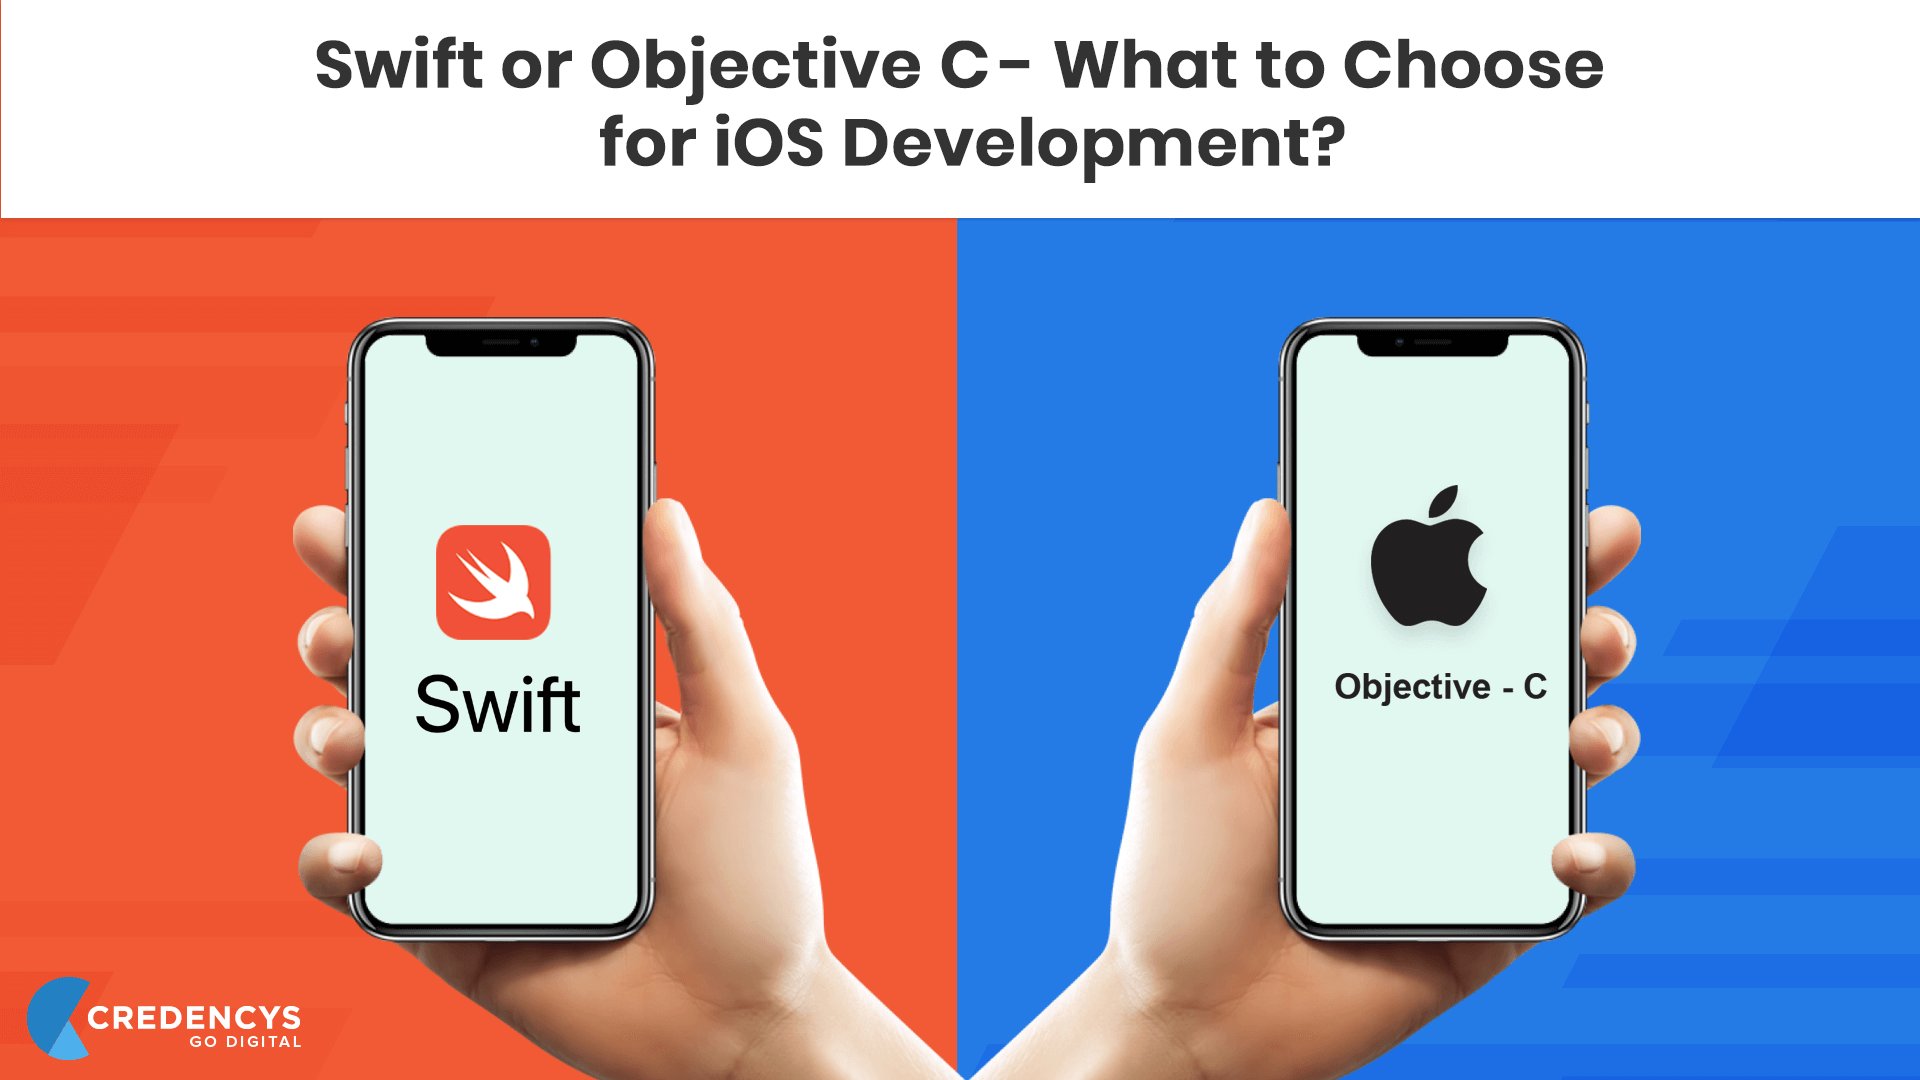 Swift or Objective C- What to Choose
for iOS Development?
Swift
Objective - C
CREDENCYS
GO DIGITAL